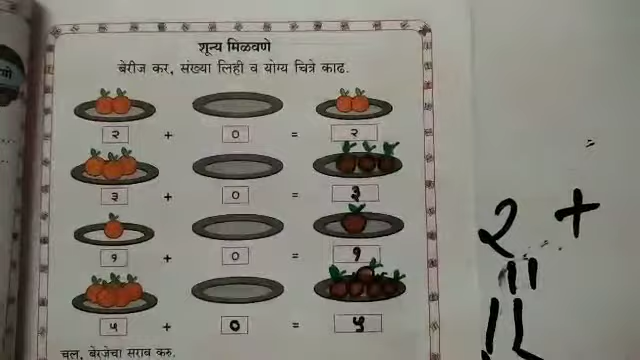 शून्य मिळवणे
बेरीज कर, संख्या लिही व योग्य चित्रे काढ.
२ + ० = २
३ + ० = ३
१ + ० = १
५ + ० = ५
चल, बेरजेचा सराव करु.
२ +